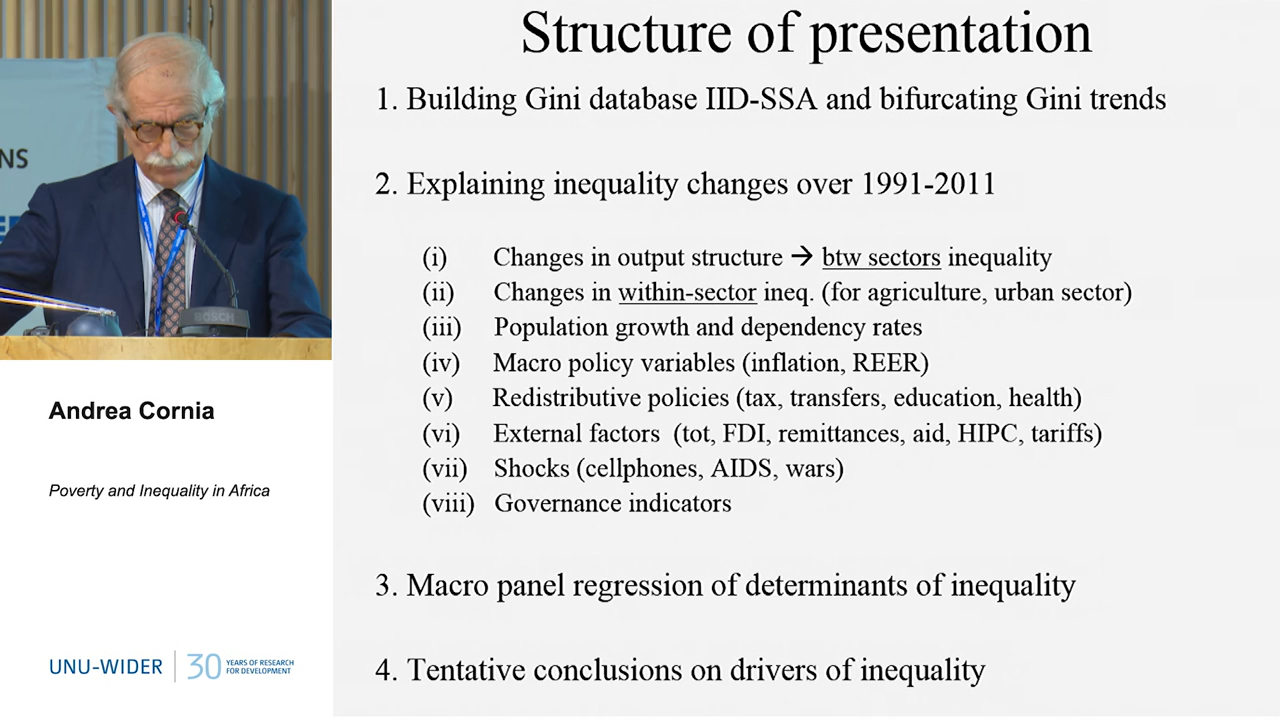 Structure of presentation
1. Building Gini database IID-SSA and bifurcating Gini trends
2. Explaining inequality changes over 1991-2011
(i) Changes in output structure → btw sectors inequality
(ii) Changes in within-sector ineq. (for agriculture, urban sector)
(iii) Population growth and dependency rates
(iv) Macro policy variables (inflation, REER)
(v) Redistributive policies (tax, transfers, education, health)
(vi) External factors (tot, FDI, remittances, aid, HIPC, tariffs)
(vii) Shocks (cellphones, AIDS, wars)
(viii) Governance indicators
3. Macro panel regression of determinants of inequality
4. Tentative conclusions on drivers of inequality
NS
BOSCH
Andrea Cornia
Poverty and Inequality in Africa
UNU-WIDER
30 YEARS OF RESEARCH
FOR DEVELOPMENT